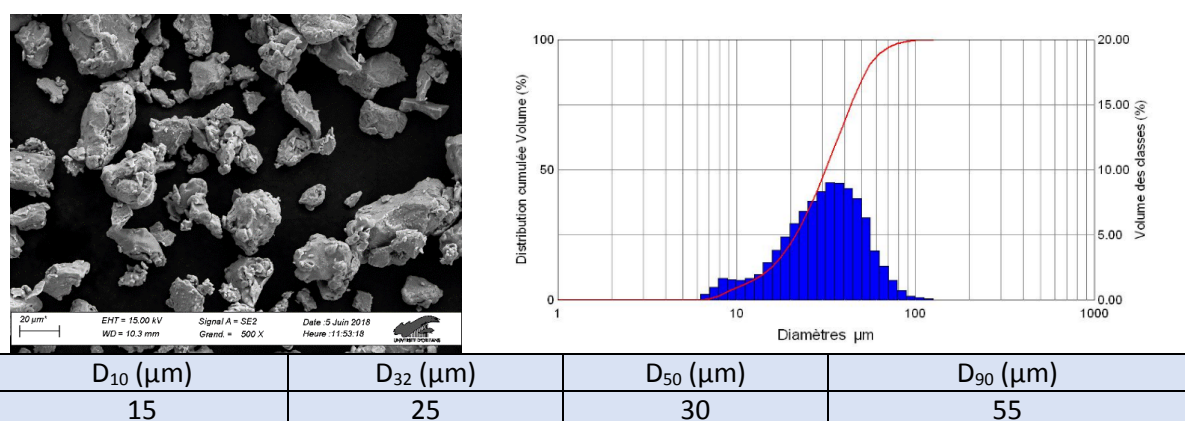 20 µm*
EHT = 15.00 kV
WD = 10.3 mm
Signal A = SE2
Grand. = 500 X
Date :5 Juin 2018
Heure :11:53:18
UNIVERSITE D'ORLEANS
Distribution cumulée Volume (%)
100
50
0
20.00
15.00
10.00
5.00
0.00
Volume des classes (%)
1
10
100
1000
Diamètres µm
D10 (µm) D32 (µm) D50 (µm) D90 (µm)
15 25 30 55